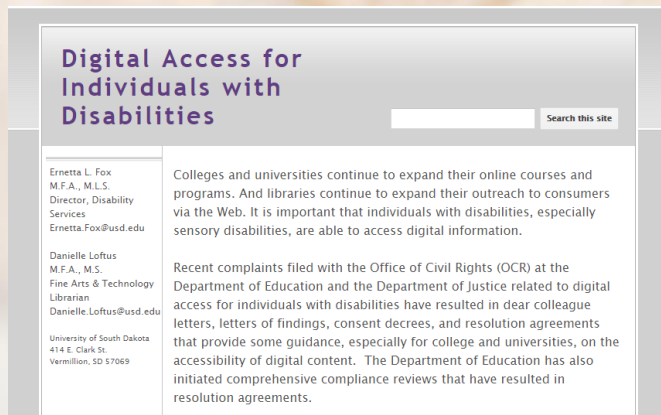 Digital Access for
Individuals with
Disabilities
Search this site
Ernetta L. Fox
M.F.A., M.L.S.
Director, Disability
Services
Ernetta.Fox@usd.edu
Danielle Loftus
M.F.A., M.S.
Fine Arts & Technology
Librarian
Danielle.Loftus@usd.edu
University of South Dakota
414 E. Clark St.
Vermillion, SD 57069
Colleges and universities continue to expand their online courses and
programs. And libraries continue to expand their outreach to consumers
via the Web. It is important that individuals with disabilities, especially
sensory disabilities, are able to access digital information.
Recent complaints filed with the Office of Civil Rights (OCR) at the
Department of Education and the Department of Justice related to digital
access for individuals with disabilities have resulted in dear colleague
letters, letters of findings, consent decrees, and resolution agreements
that provide some guidance, especially for college and universities, on the
accessibility of digital content.  The Department of Education has also
initiated comprehensive compliance reviews that have resulted in
resolution agreements.